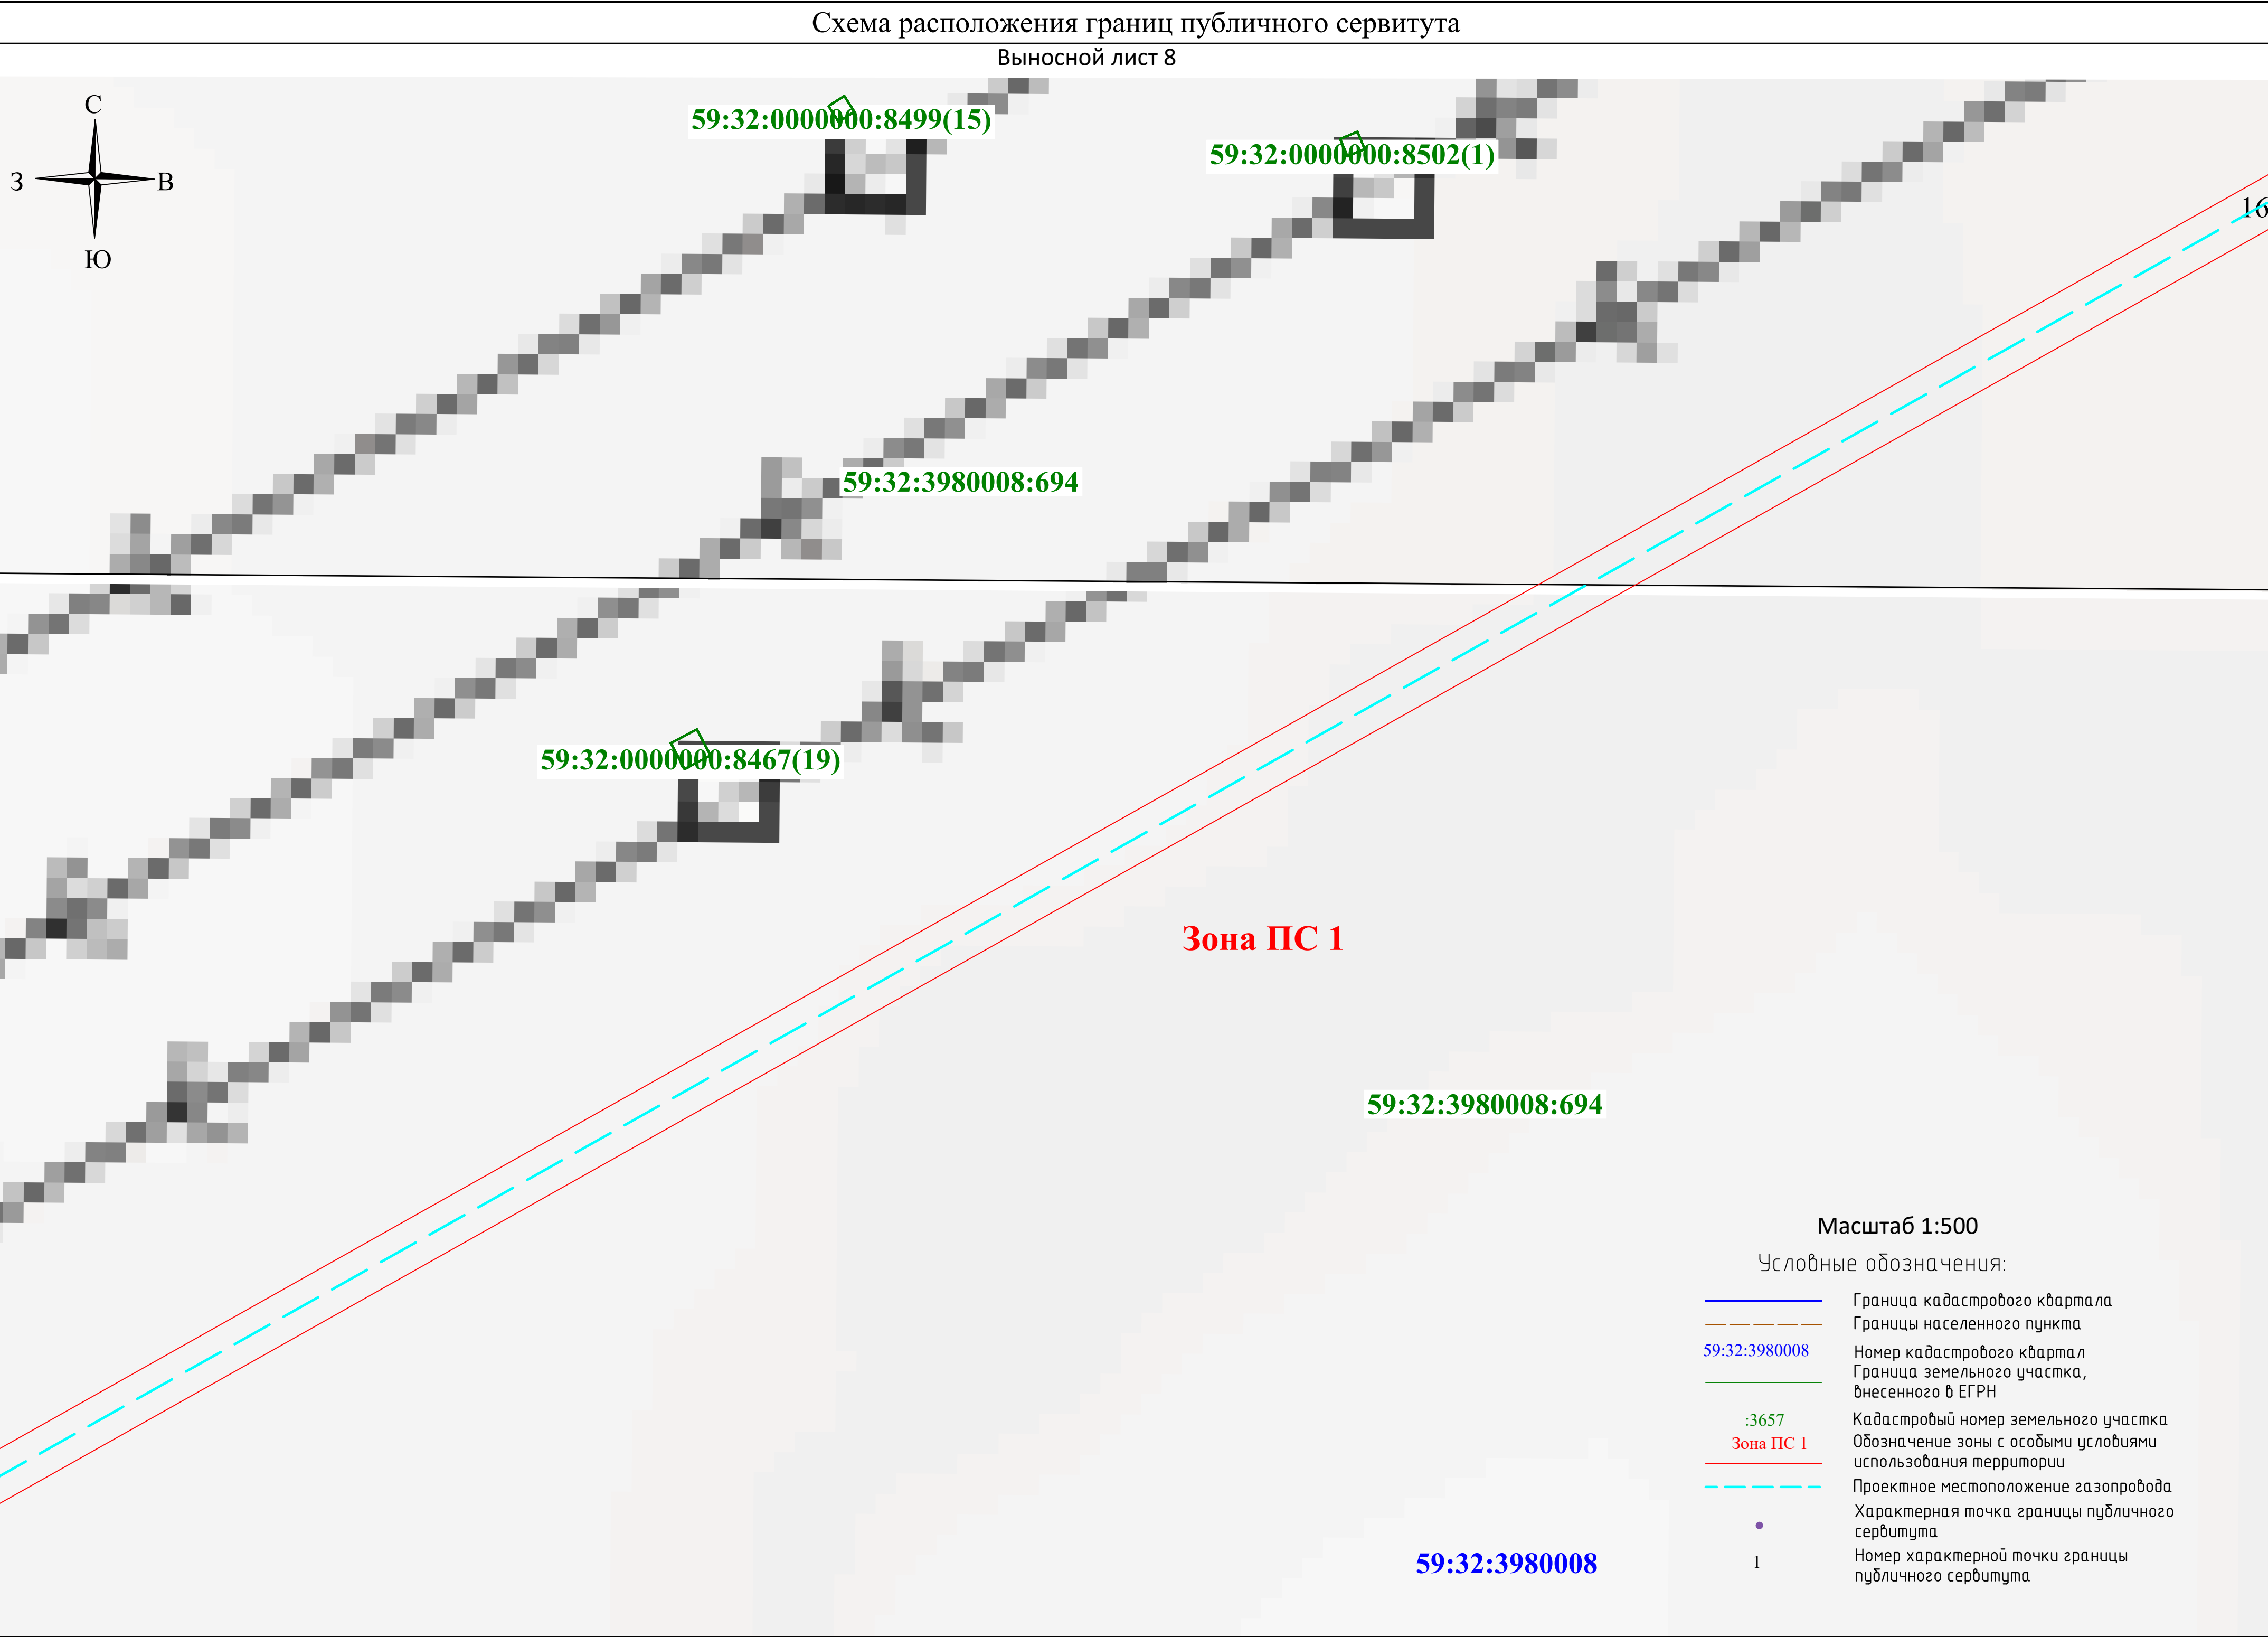 Схема расположения границ публичного сервитута
Выносной лист 8
С
З
В
Ю
59:32:0000000:8499(15)
59:32:0000000:8502(1)
16
59:32:3980008:694
59:32:0000000:8467(19)
Зона ПС 1
59:32:3980008:694
Масштаб 1:500
Условные обозначения:
Граница кадастрового квартала
Границы населенного пункта
59:32:3980008
Номер кадастрового квартал
Граница земельного участка,
внесенного в ЕГРН
:3657
Кадастровый номер земельного участка
Зона ПС 1
Обозначение зоны с особыми условиями
использования территории
Проектное местоположение газопровода
Характерная точка границы публичного
сервитута
1
Номер характерной точки границы
публичного сервитута
59:32:3980008